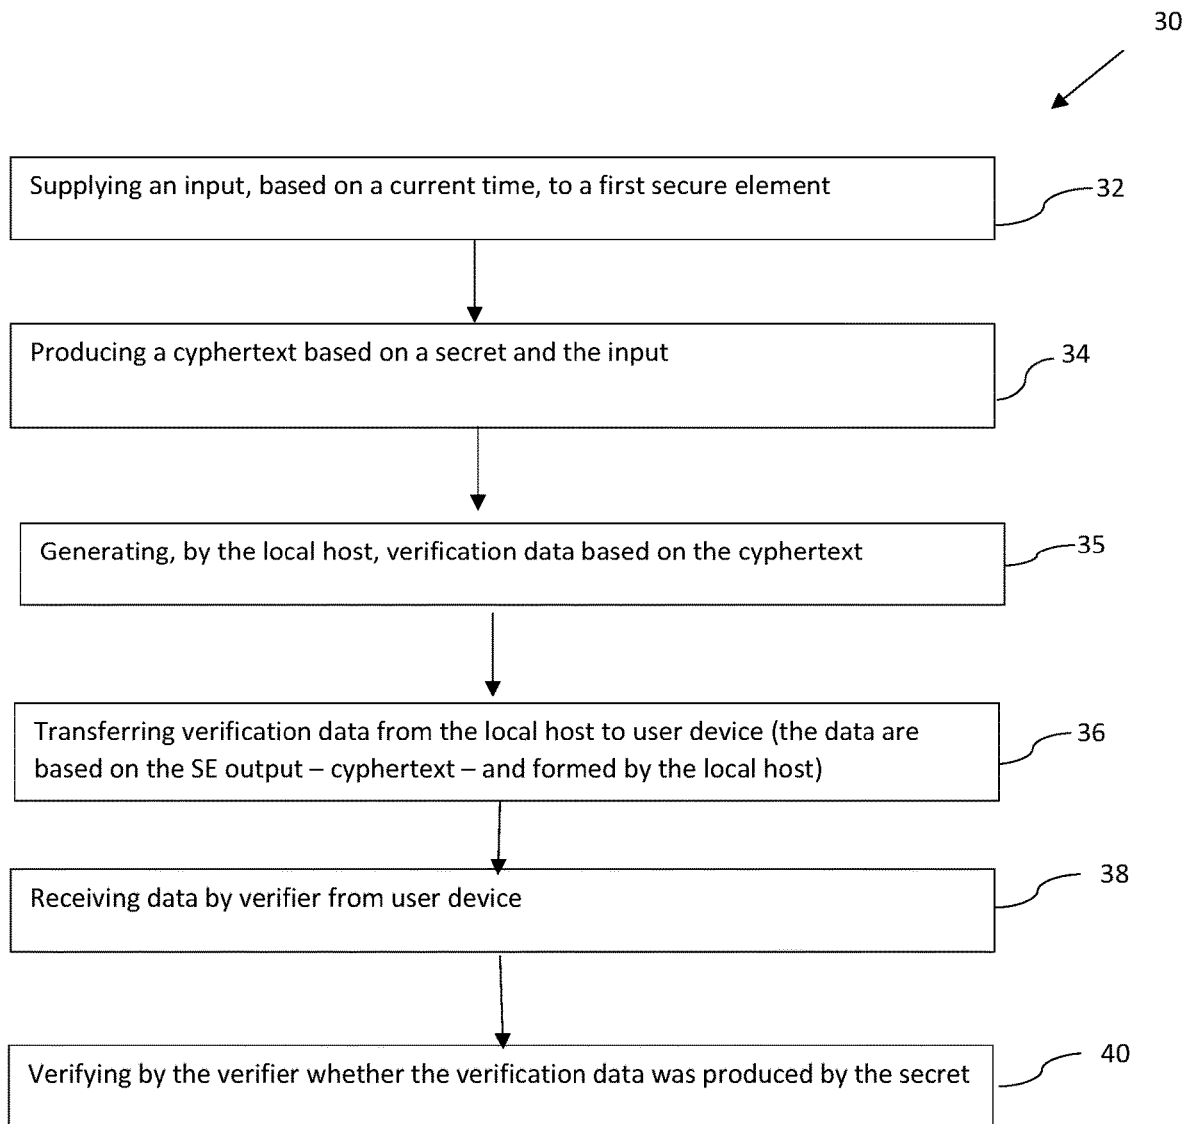 30
Supplying an input, based on a current time, to a first secure element
32
Producing a cyphertext based on a secret and the input
34
Generating, by the local host, verification data based on the cyphertext
35
Transferring verification data from the local host to user device (the data are
based on the SE output – cyphertext – and formed by the local host)
36
Receiving data by verifier from user device
38
Verifying by the verifier whether the verification data was produced by the secret
40